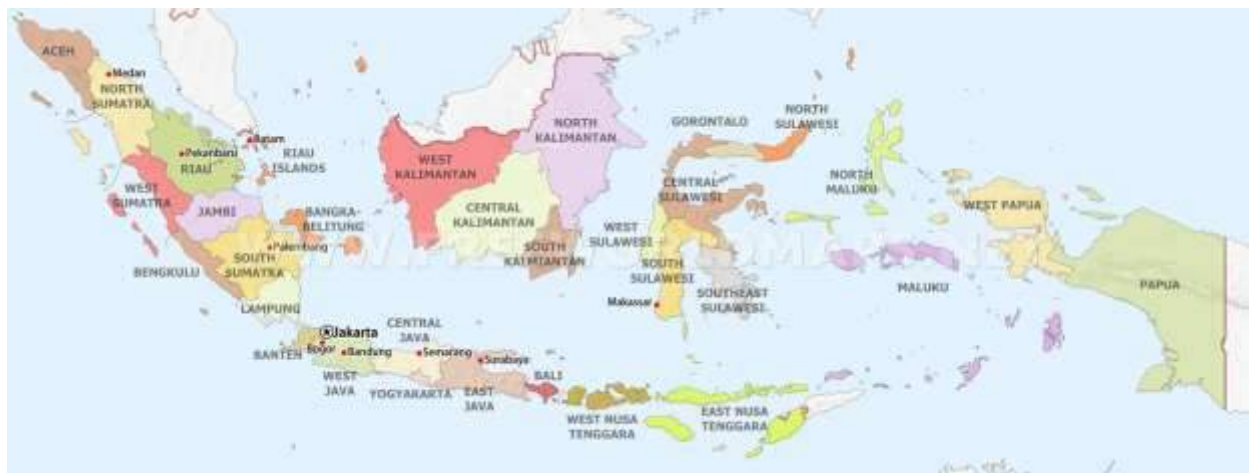 ACEH
Medan
NORTH
SUMATRA
Batam
Pekanbaru
RIAU
RIAU
ISLANDS
WEST
SUMATRA
JAMBI
BANGKA-
BELITUNG
Palembang
SOUTH
SUMATRA
BENGKULU
LAMPUNG
WEST
KALIMANTAN
NORTH
KALIMANTAN
CENTRAL
KALIMANTAN
SOUTH
KALMIANTAN
GORONTALO
NORTH
SULAWESI
CENTRAL
SULAWESI
WEST
SULAWESI
SOUTH
SULAWESI
Makassar
SOUTHEAST
SULAWESI
NORTH
MALUKU
MALUKU
WEST PAPUA
PAPUA
Jakarta
BANTEN
Bogor
Bandung
WEST
JAVA
CENTRAL
JAVA
Semarang
YOGYAKARTA
Surabaya
EAST
JAVA
BALI
WEST NUSA
TENGGARA
EAST NUSA
TENGGARA